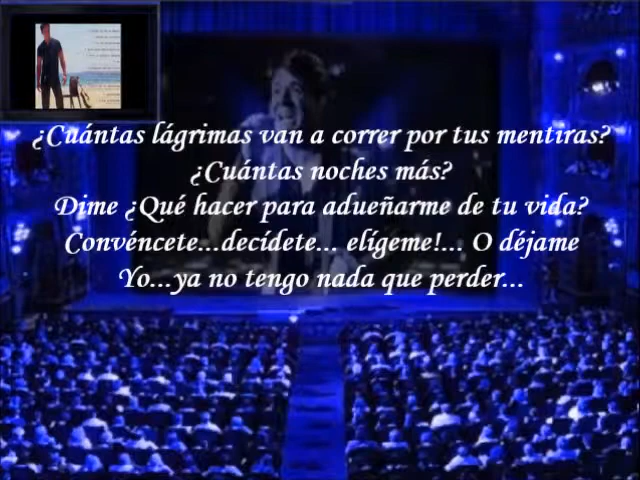 ¿Cuántas lágrimas van a correr por tus mentiras?
¿Cuántas noches más?
Dime ¿Qué hacer para adueñarme de tu vida?
Convéncete...decídete... elígeme!... O déjame
Yo...ya no tengo nada que perder...